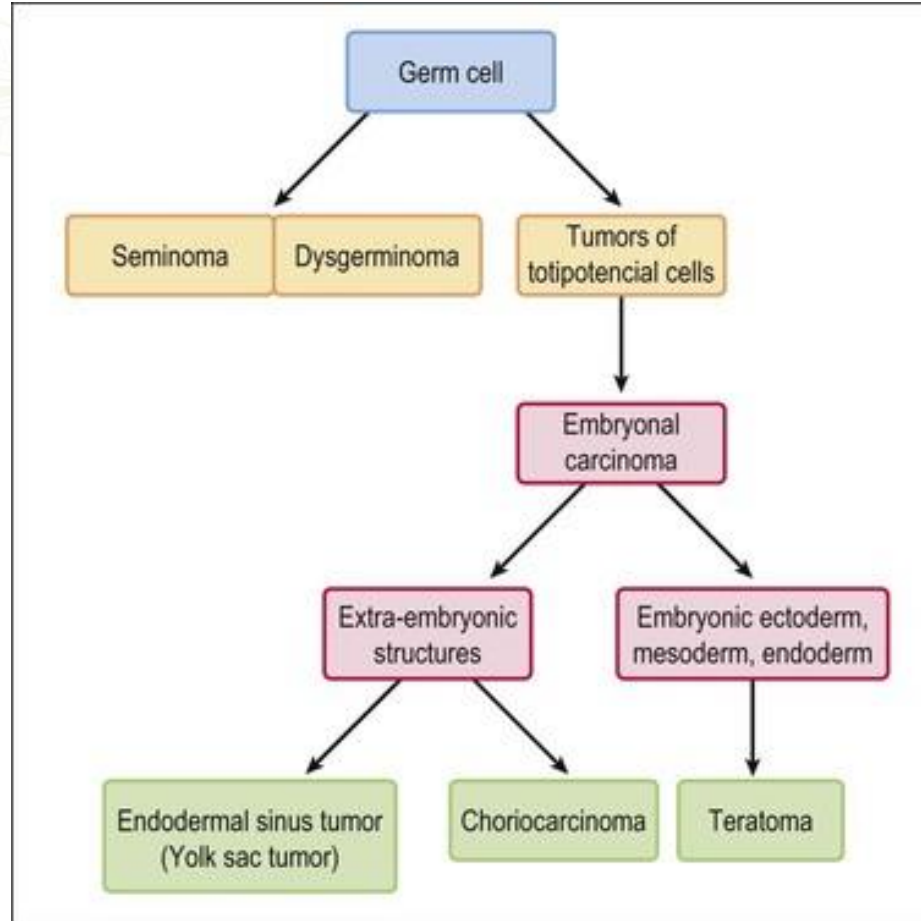 Germ cell
Seminoma
Dysgerminoma
Tumors of
totipotencial cells
Embryonal
carcinoma
Extra-embryonic
structures
Embryonic ectoderm,
mesoderm, endoderm
Endodermal sinus tumor
(Yolk sac tumor)
Choriocarcinoma
Teratoma